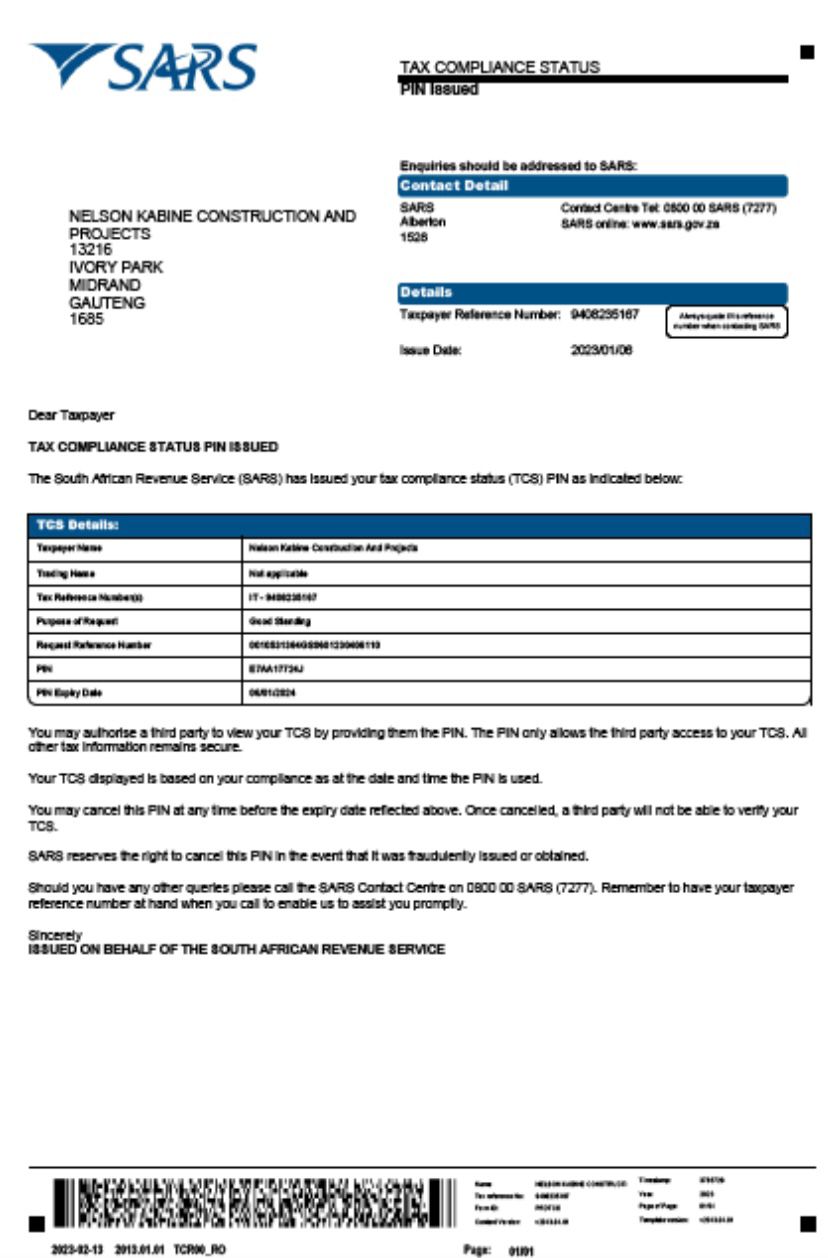 SARS
TAX COMPLIANCE STATUS
PIN Issued
Enquiries should be addressed to SARS:
Contact Detail
SARS
Alberton
1528
Contact Centre Tel: 0800 00 SARS (7277)
SARS online: www.sars.gov.za
NELSON KABINE CONSTRUCTION AND
PROJECTS
13216
IVORY PARK
MIDRAND
GAUTENG
1685
Details
Taxpayer Reference Number: 9408235167
Always quote this reference
number when contacting SARS
Issue Date: 2023/01/06
Dear Taxpayer
TAX COMPLIANCE STATUS PIN ISSUED
The South African Revenue Service (SARS) has issued your tax compliance status (TCS) PIN as indicated below:
TCS Details:
Taxpayer Name Nelson Kabine Construction And Projects
Trading Name Not applicable
Tax Reference Number(s) IT - 9408235167
Purpose of Request Good Standing
Request Reference Number
PIN E7AA17724J
PIN Expiry Date 06/01/2024
You may authorise a third party to view your TCS by providing them the PIN. The PIN only allows the third party access to your TCS. All
other tax information remains secure.
Your TCS displayed is based on your compliance as at the date and time the PIN is used.
You may cancel this PIN at any time before the expiry date reflected above. Once cancelled, a third party will not be able to verify your
TCS.
SARS reserves the right to cancel this PIN in the event that it was fraudulently issued or obtained.
Should you have any other queries please call the SARS Contact Centre on 0800 00 SARS (7277). Remember to have your taxpayer
reference number at hand when you call to enable us to assist you promptly.
Sincerely
ISSUED ON BEHALF OF THE SOUTH AFRICAN REVENUE SERVICE
Name NELSON KABINE CONSTRUCTI
Tax reference No 9408235167
Form ID
Content Version v2013.01.01
Timestamp
Year 2023
Page of Page 01/01
Template version v2013.01.01
2023-02-13 2013.01.01 TCR00_RO
Page: 01/01